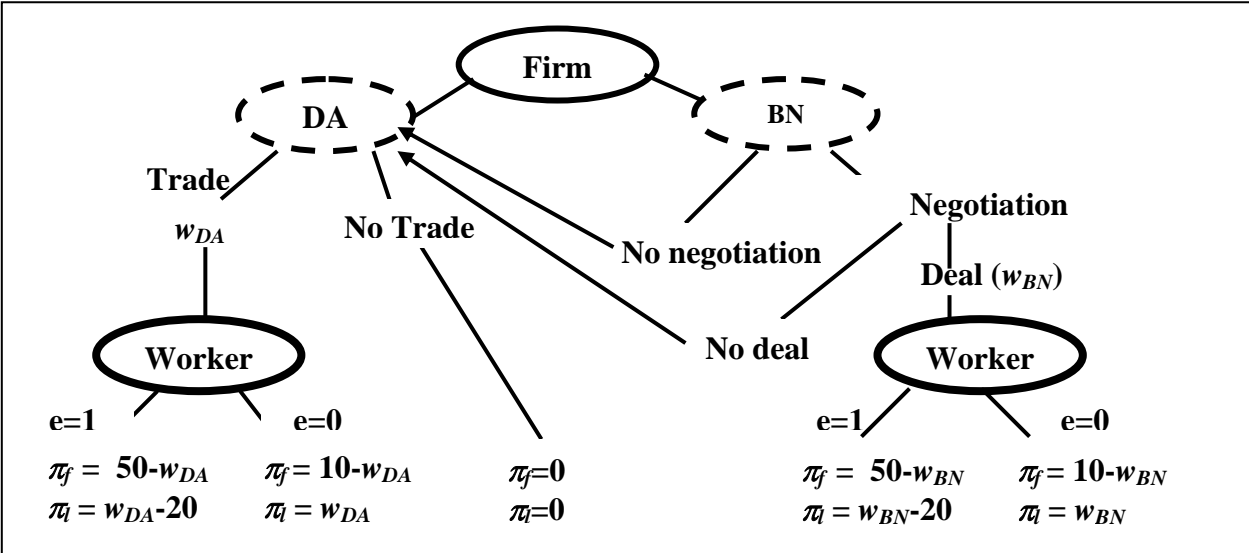 Firm
DA
BN
Trade
Negotiation
w_DA
No Trade
No negotiation
Deal (w_BN)
No deal
Worker
Worker
e=1 e=0 e=1 e=0
π_f = 50-w_DA π_f = 10-w_DA π_f=0 π_f = 50-w_BN π_f = 10-w_BN
π_l = w_DA-20 π_l = w_DA π_l=0 π_l = w_BN-20 π_l = w_BN